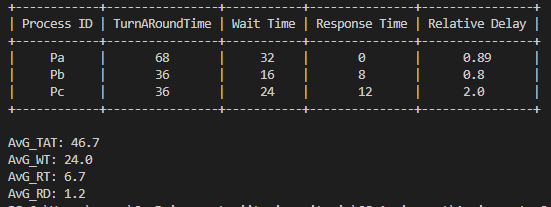 +------------+----------------+-----------+---------------+----------------+
| Process ID | TurnARoundTime | Wait Time | Response Time | Relative Delay |
+------------+----------------+-----------+---------------+----------------+
| Pa | 68 | 32 | 0 | 0.89 |
| Pb | 36 | 16 | 8 | 0.8 |
| Pc | 36 | 24 | 12 | 2.0 |
+------------+----------------+-----------+---------------+----------------+
AvG_TAT: 46.7
AvG_WT: 24.0
AvG_RT: 6.7
AvG_RD: 1.2